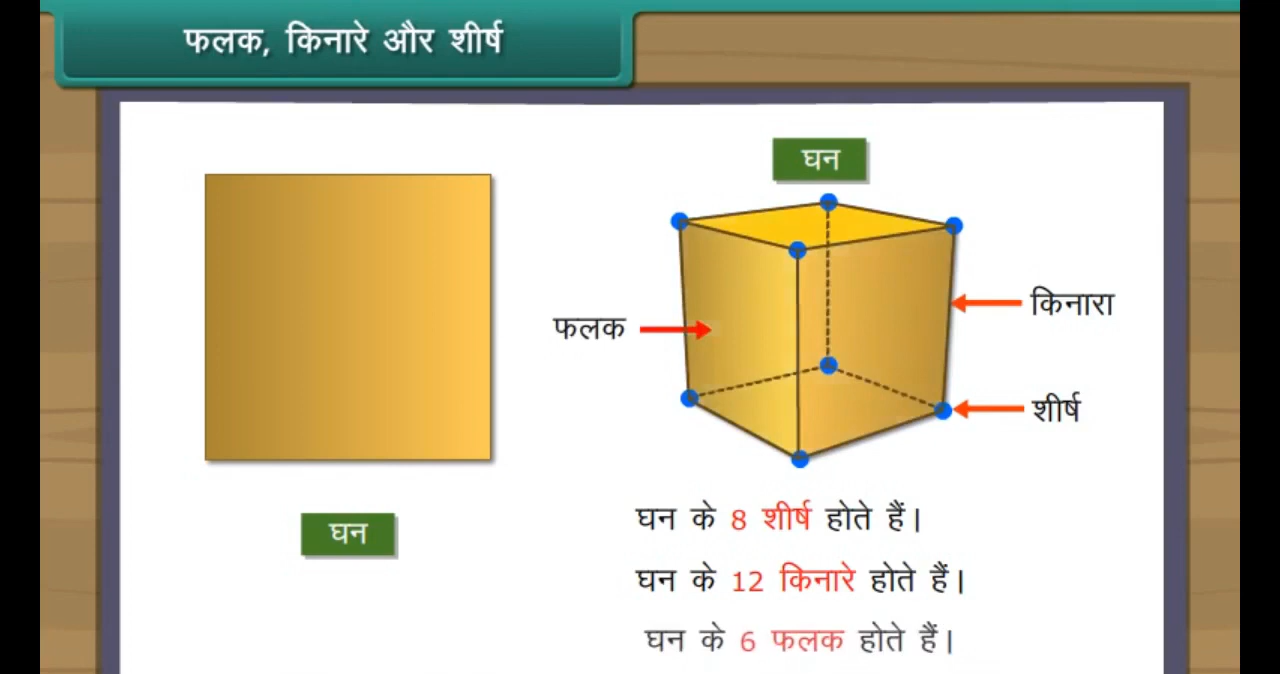 फलक, किनारे और शीर्ष
घन
फलक
किनारा
शीर्ष
घन
घन के 8 शीर्ष होते हैं।
घन के 12 किनारे होते हैं।
घन के 6 फलक होते हैं।